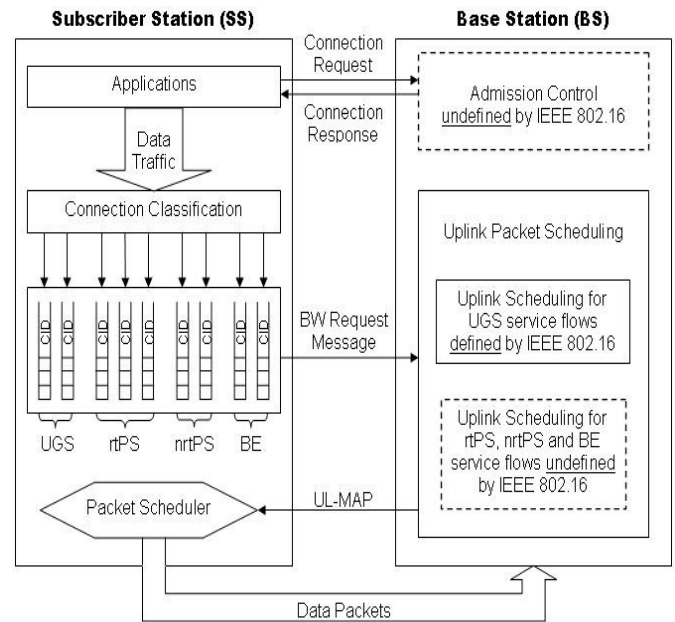 Subscriber Station (SS)
Base Station (BS)
Connection
Request
Applications
Admission Control
undefined by IEEE 802.16
Connection
Response
Data
Traffic
Connection Classification
Uplink Packet Scheduling
CID CID CID CID CID CID CID CID CID
BW Request
Message
Uplink Scheduling for
UGS service flows
defined by IEEE 802.16
UGS rtPS nrtPS BE
Uplink Scheduling for
rtPS, nrtPS and BE
service flows undefined
by IEEE 802.16
Packet Scheduler
UL-MAP
Data Packets